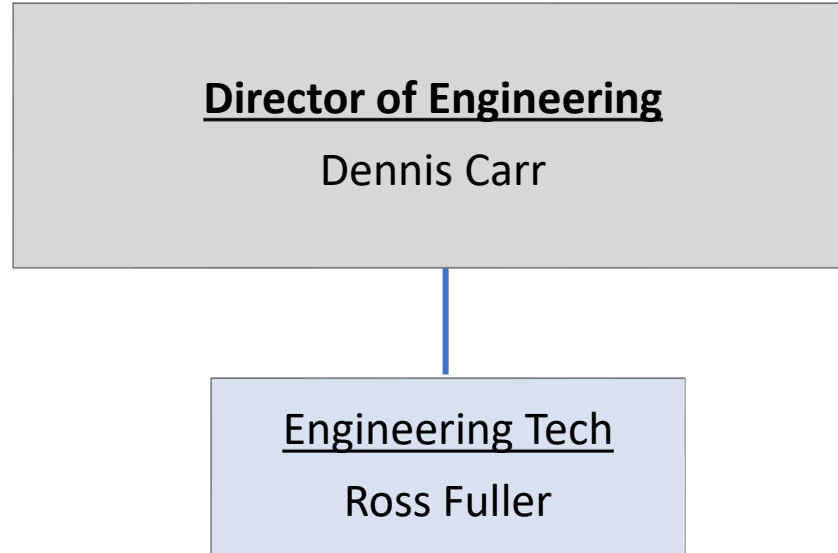 Director of Engineering
Dennis Carr
Engineering Tech
Ross Fuller